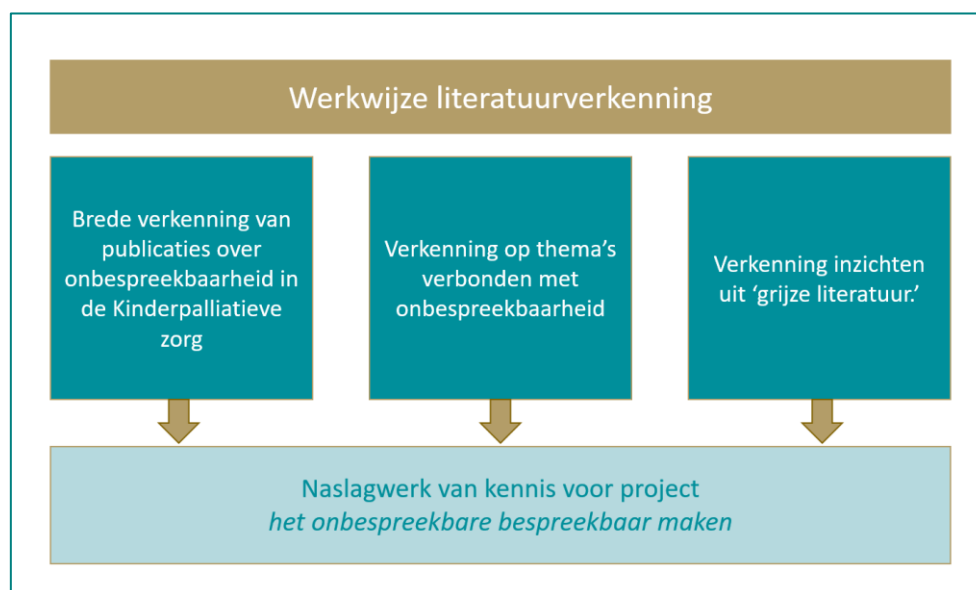 Werkwijze literatuurverkenning
Brede verkenning van
publicaties over
onbespreekbaarheid in
de Kinderpalliatieve
zorg
Verkenning op thema's
verbonden met
onbespreekbaarheid
Verkenning inzichten
uit 'grijze literatuur.'
Naslagwerk van kennis voor project
het onbespreekbare bespreekbaar maken